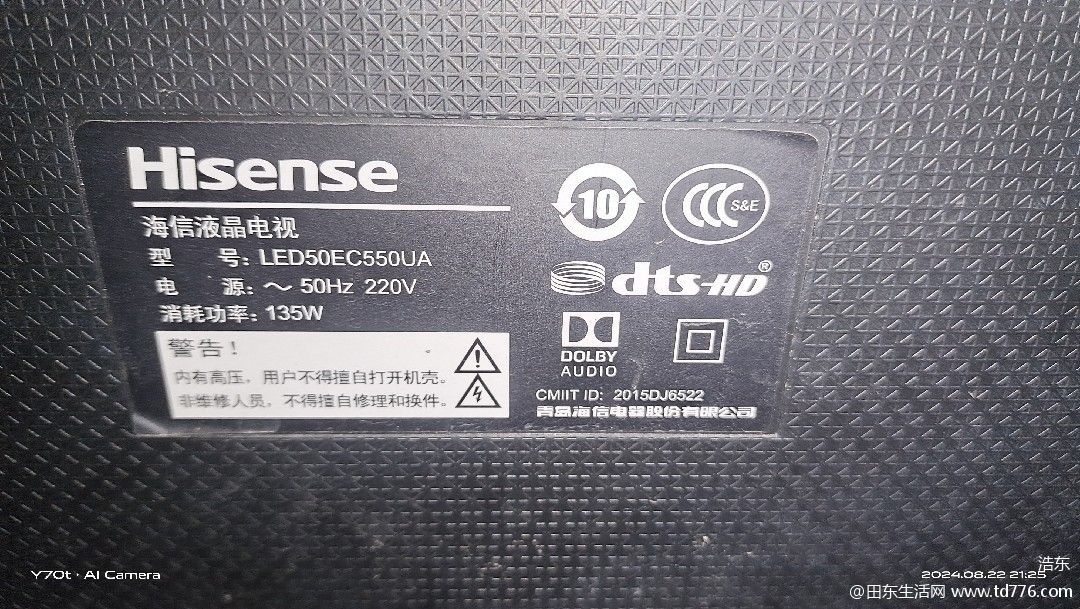 Hisense
海信液晶电视
型 号: LED50EC550UA
电 源: ～ 50Hz 220V
消耗功率: 135W
警告！
内有高压，用户不得擅自打开机壳。
非维修人员，不得擅自修理和换件。
10
CCC S&E
dts-HD®
DOLBY
AUDIO
CMIIT ID: 2015DJ6522
青岛海信电器股份有限公司
Y70t · AI Camera
浩东
2024.08.22 21:25
@田东生活网 www.td776.com